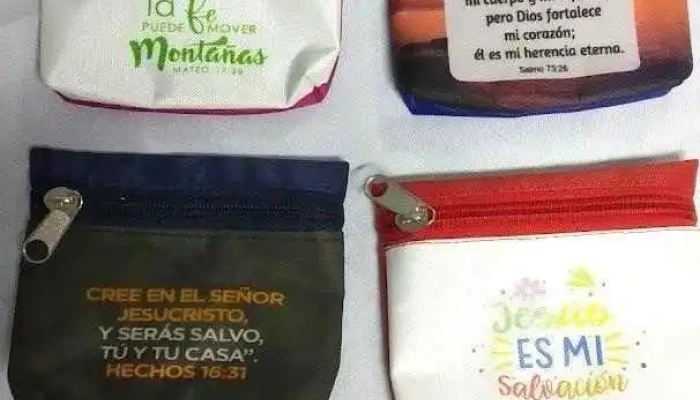 la fe
PUEDE MOVER
Montañas
MATEO 17:20
pero Dios fortalece
mi corazón;
él es mi herencia eterna.
Salmo 73:26
CREE EN EL SEÑOR
JESUCRISTO,
Y SERÁS SALVO,
TÚ Y TU CASA”.
HECHOS 16:31
Jesús
ES MI
Salvación